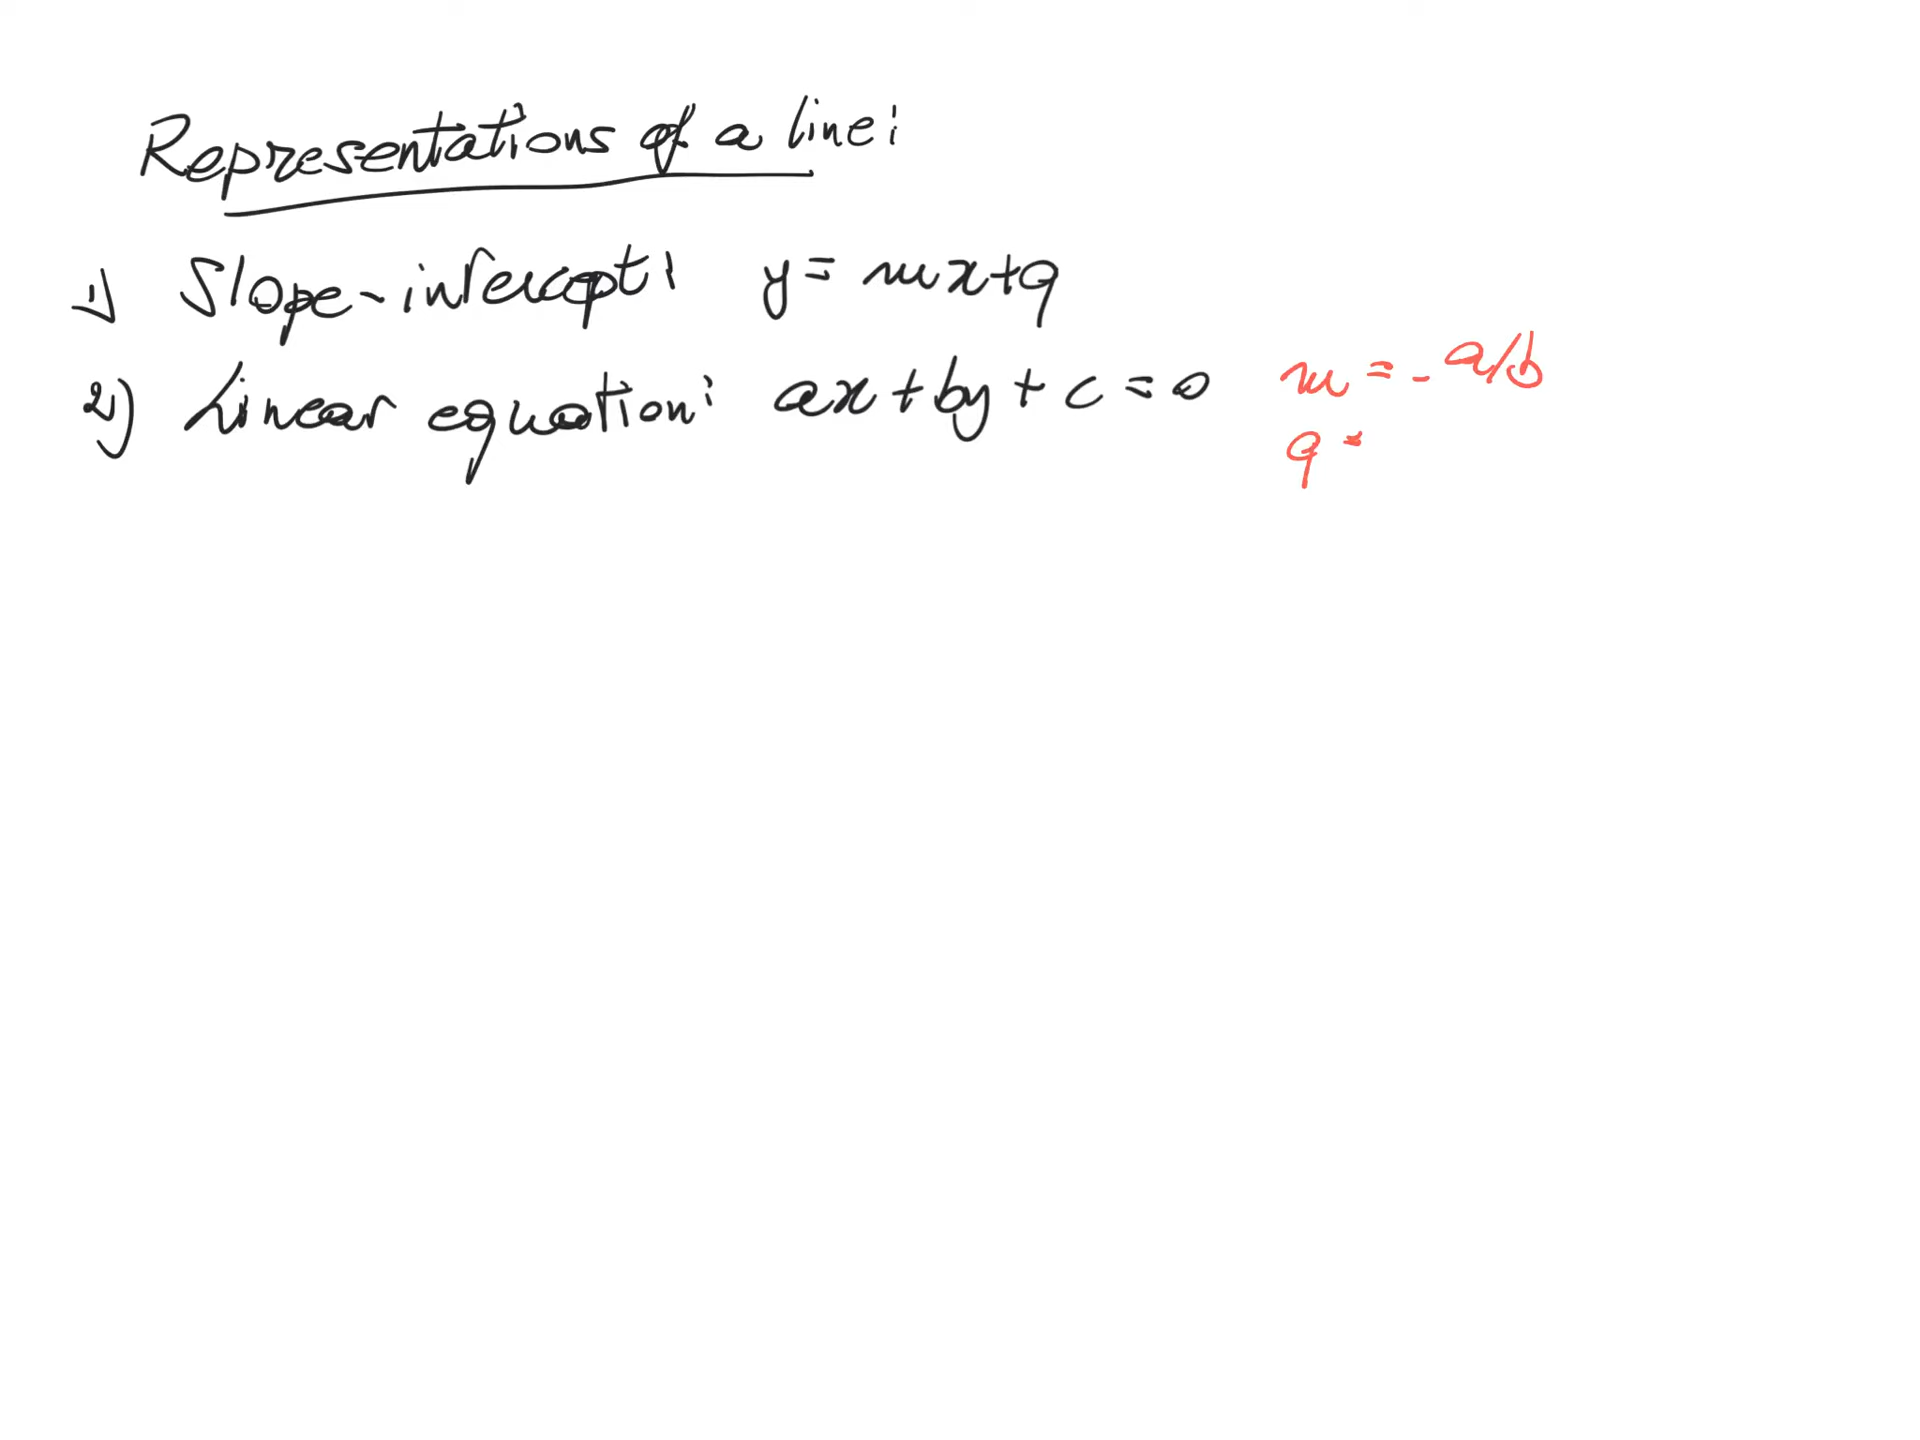 Representations of a line:
1) Slope-intercept: y = mx+q
2) Linear equation: ax+by+c=0 m = -a/b
q =